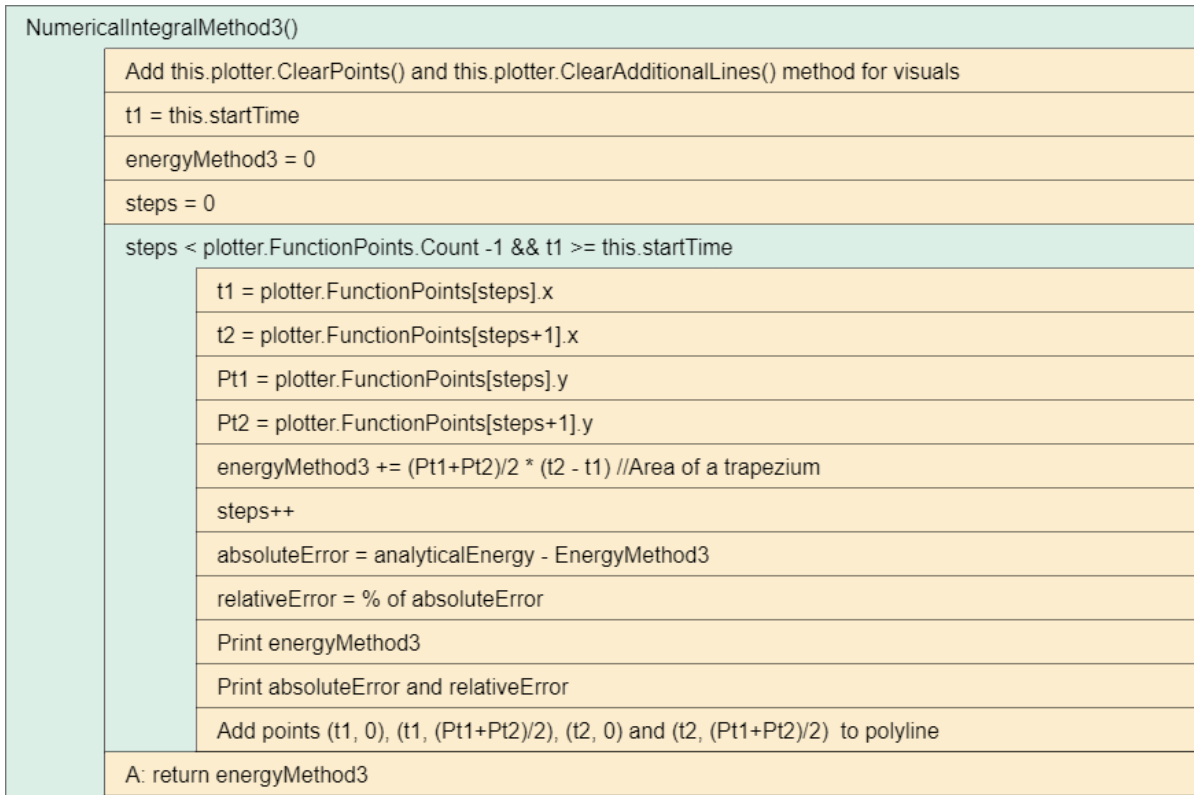 NumericalIntegralMethod3()
Add this.plotter.ClearPoints() and this.plotter.ClearAdditionalLines() method for visuals
t1 = this.startTime
energyMethod3 = 0
steps = 0
steps < plotter.FunctionPoints.Count -1 && t1 >= this.startTime
t1 = plotter.FunctionPoints[steps].x
t2 = plotter.FunctionPoints[steps+1].x
Pt1 = plotter.FunctionPoints[steps].y
Pt2 = plotter.FunctionPoints[steps+1].y
energyMethod3 += (Pt1+Pt2)/2 * (t2 - t1) //Area of a trapezium
steps++
absoluteError = analyticalEnergy - EnergyMethod3
relativeError = % of absoluteError
Print energyMethod3
Print absoluteError and relativeError
Add points (t1, 0), (t1, (Pt1+Pt2)/2), (t2, 0) and (t2, (Pt1+Pt2)/2)  to polyline
A: return energyMethod3